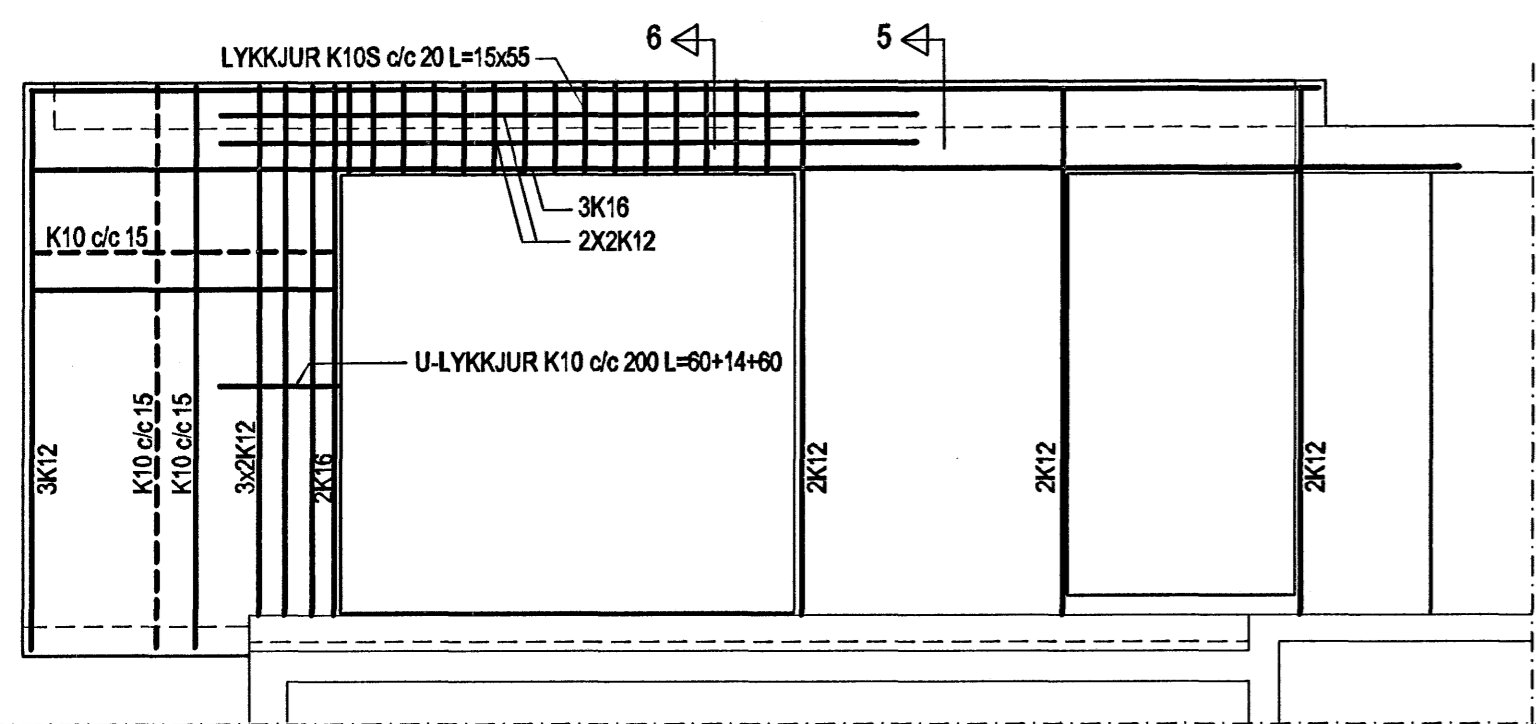 6
5
LYKKJUR K10S c/c 20 L=15x55
3K16
2X2K12
K10 c/c 15
U-LYKKJUR K10 c/c 200 L=60+14+60
3K12
K10 c/c 15
K10 c/c 15
3x2K12
2K16
2K12
2K12
2K12